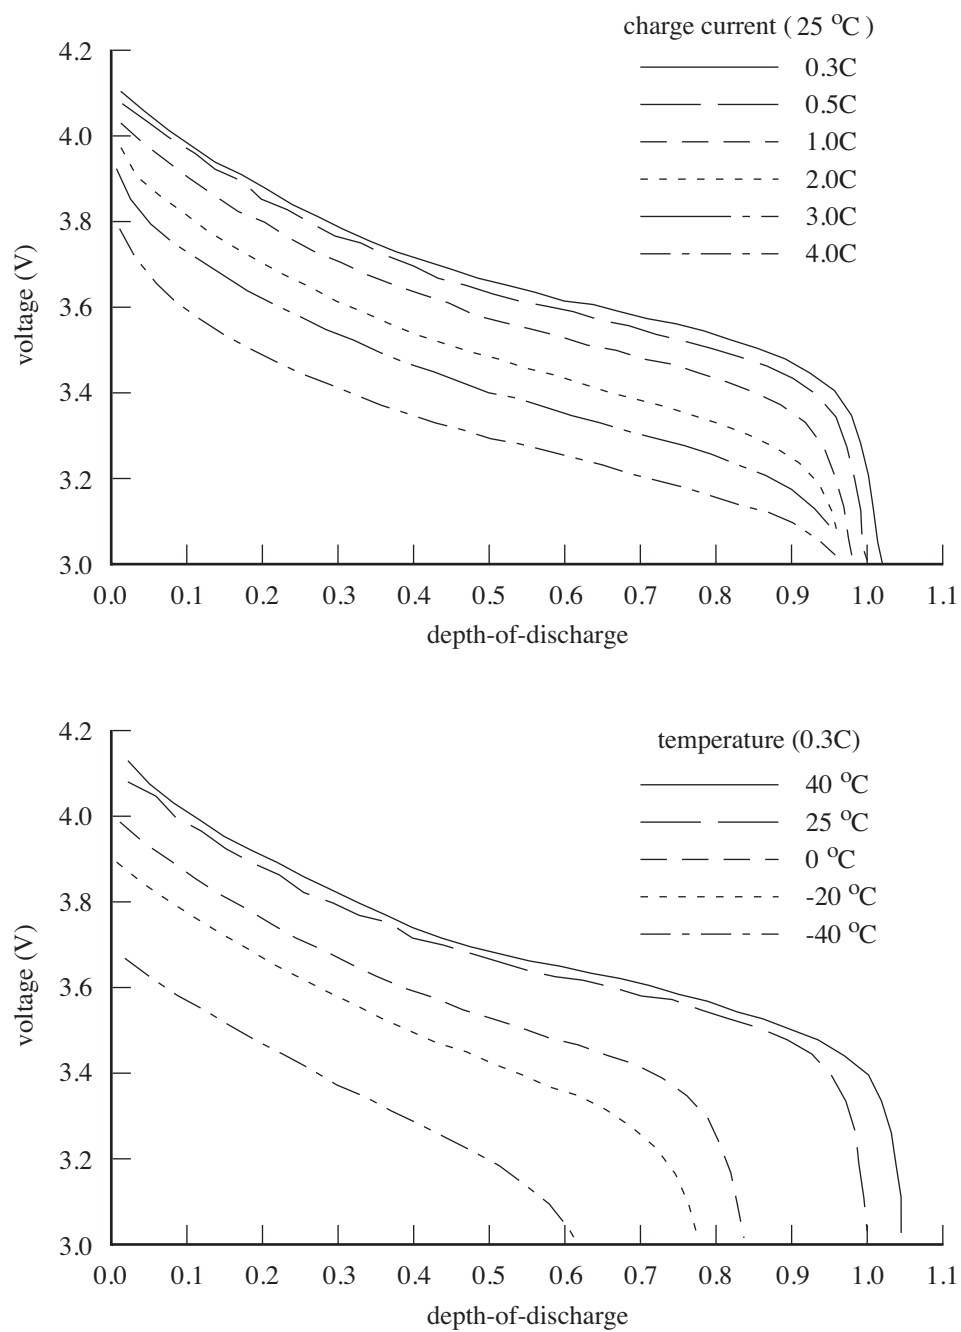 charge current ( 25 °C )
0.3C
0.5C
1.0C
2.0C
3.0C
4.0C
4.2
4.0
3.8
3.6
3.4
3.2
3.0
voltage (V)
0.0 0.1 0.2 0.3 0.4 0.5 0.6 0.7 0.8 0.9 1.0 1.1
depth-of-discharge
temperature (0.3C)
40 °C
25 °C
0 °C
-20 °C
-40 °C
4.2
4.0
3.8
3.6
3.4
3.2
3.0
voltage (V)
0.0 0.1 0.2 0.3 0.4 0.5 0.6 0.7 0.8 0.9 1.0 1.1
depth-of-discharge